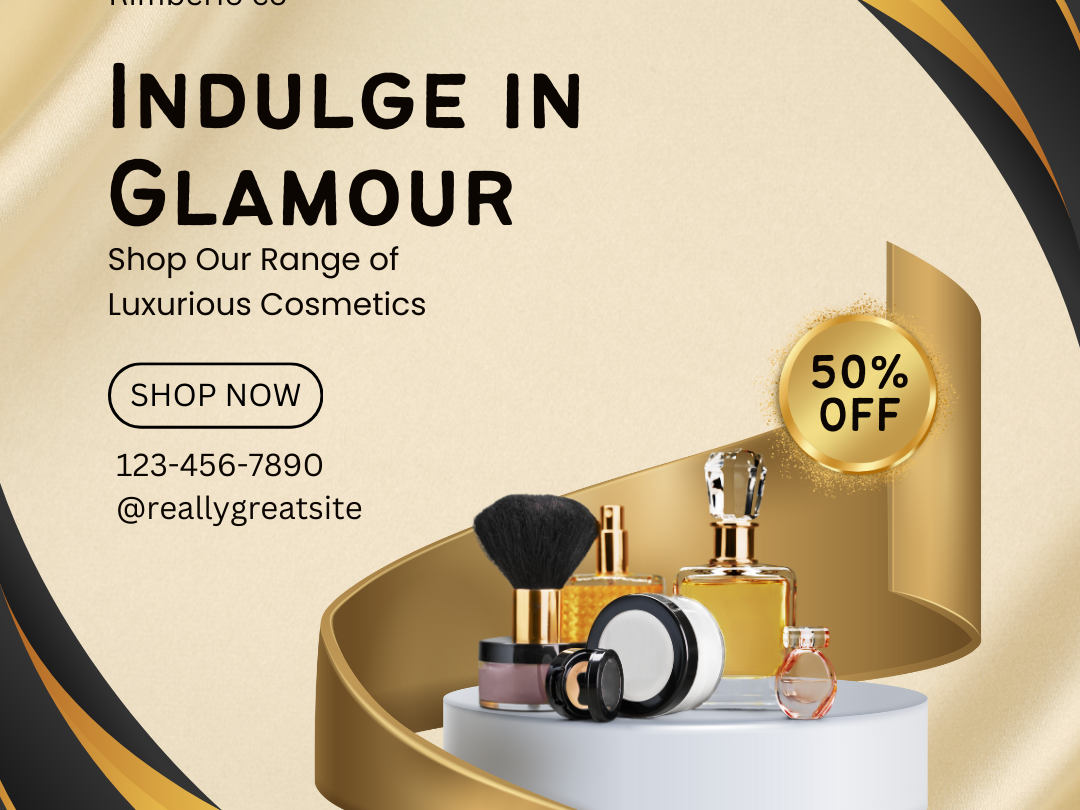 Indulge in
Glamour
Shop Our Range of
Luxurious Cosmetics
SHOP NOW
123-456-7890
@reallygreatsite
50%
OFF